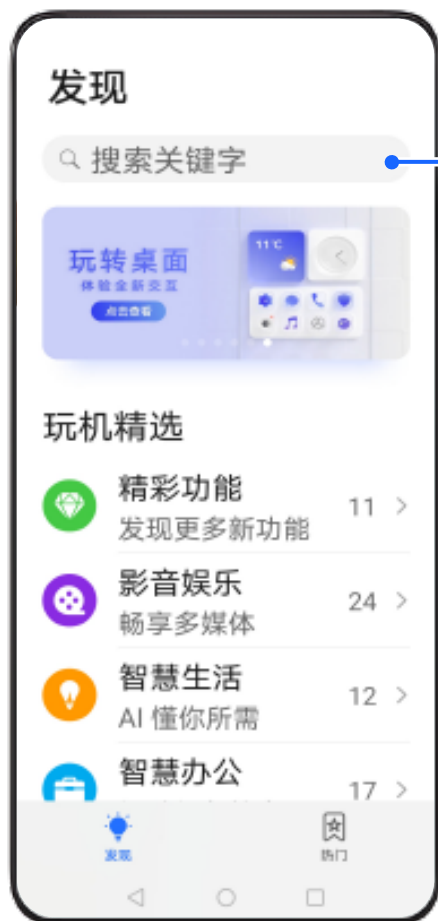 发现
搜索关键字
玩转桌面
体验全新交互
点击查看
11℃
玩机精选
精彩功能
发现更多新功能
11
影音娱乐
畅享多媒体
24
智慧生活
AI 懂你所需
12
智慧办公
17
发现
热门